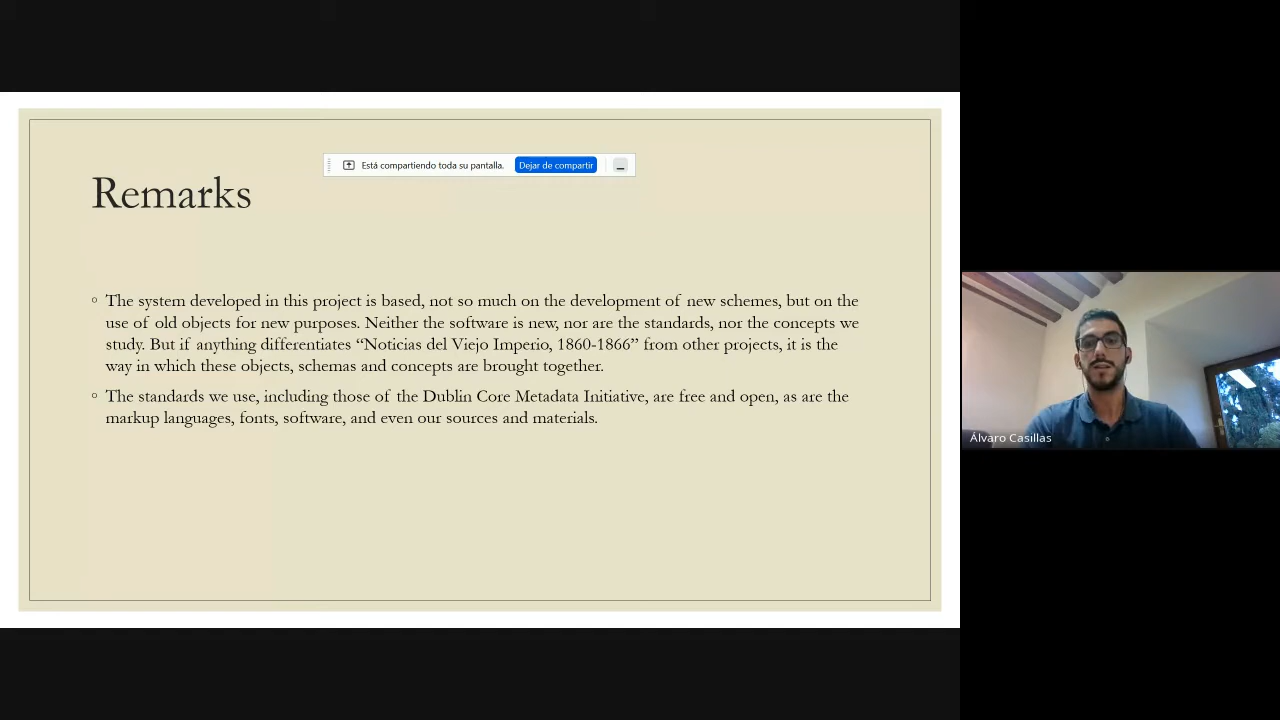 Está compartiendo toda su pantalla. Dejar de compartir
Remarks
The system developed in this project is based, not so much on the development of new schemes, but on the
use of old objects for new purposes. Neither the software is new, nor are the standards, nor the concepts we
study. But if anything differentiates “Noticias del Viejo Imperio, 1860-1866” from other projects, it is the
way in which these objects, schemas and concepts are brought together.
The standards we use, including those of the Dublin Core Metadata Initiative, are free and open, as are the
markup languages, fonts, software, and even our sources and materials.
Álvaro Casillas